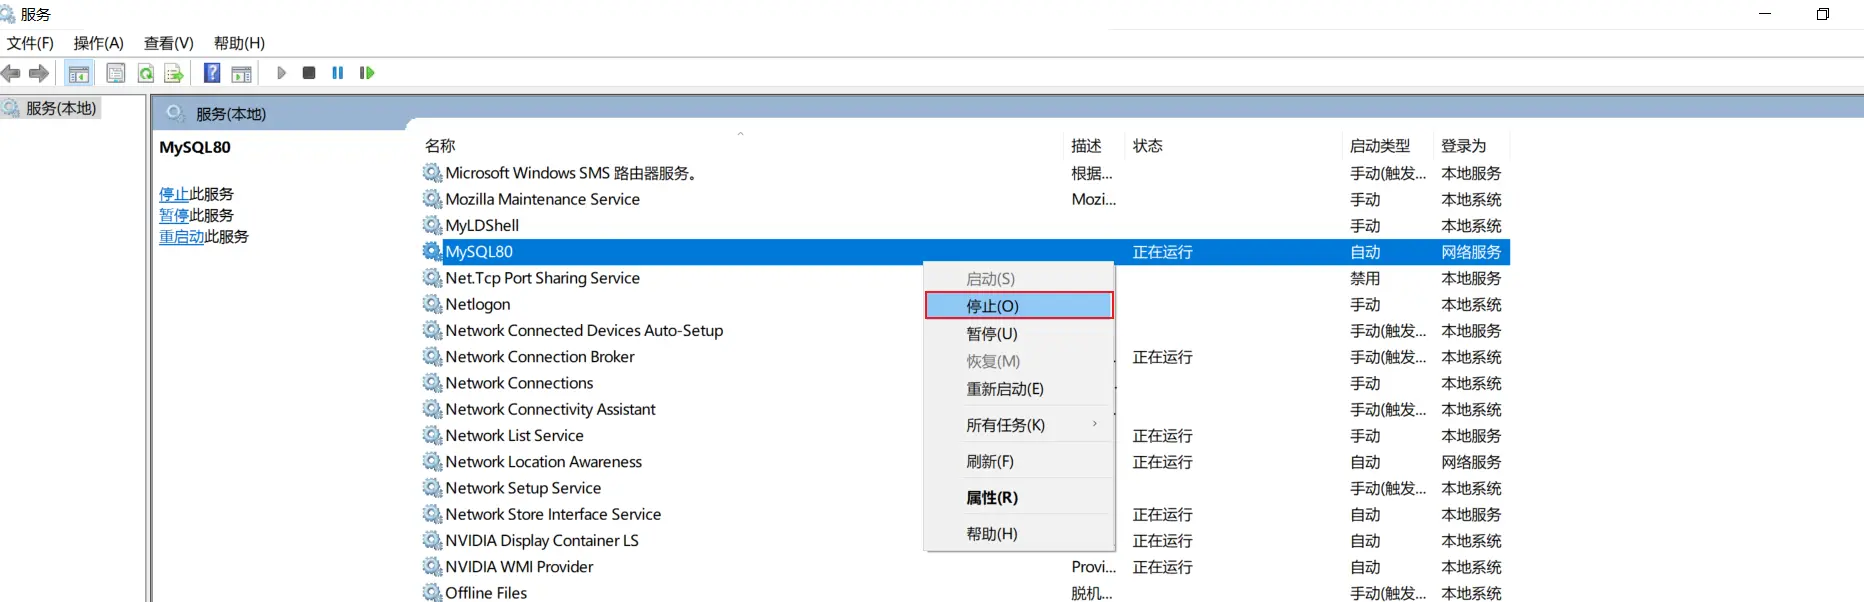 服务
文件(F) 操作(A) 查看(V) 帮助(H)
服务(本地)
服务(本地)
MySQL80
停止此服务
暂停此服务
重启动此服务
名称 描述 状态 启动类型 登录为
Microsoft Windows SMS 路由器服务。 根据... 手动(触发... 本地服务
Mozilla Maintenance Service Mozi... 手动 本地系统
MyLDShell 手动 本地系统
MySQL80 正在运行 自动 网络服务
Net.Tcp Port Sharing Service 禁用 本地服务
Netlogon 手动 本地系统
Network Connected Devices Auto-Setup 手动(触发... 本地服务
Network Connection Broker 正在运行 手动(触发... 本地系统
Network Connections 手动 本地系统
Network Connectivity Assistant 手动(触发... 本地系统
Network List Service 正在运行 手动 本地服务
Network Location Awareness 正在运行 自动 网络服务
Network Setup Service 手动(触发... 本地系统
Network Store Interface Service 正在运行 自动 本地服务
NVIDIA Display Container LS 正在运行 自动 本地系统
NVIDIA WMI Provider Provi... 正在运行 自动 本地系统
Offline Files 脱机... 手动(触发... 本地系统
启动(S)
停止(O)
暂停(U)
恢复(M)
重新启动(E)
所有任务(K)
刷新(F)
属性(R)
帮助(H)